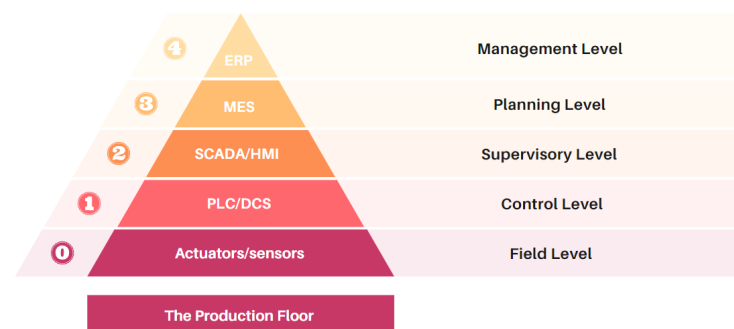 4 ERP Management Level
3 MES Planning Level
2 SCADA/HMI Supervisory Level
1 PLC/DCS Control Level
0 Actuators/sensors Field Level
The Production Floor